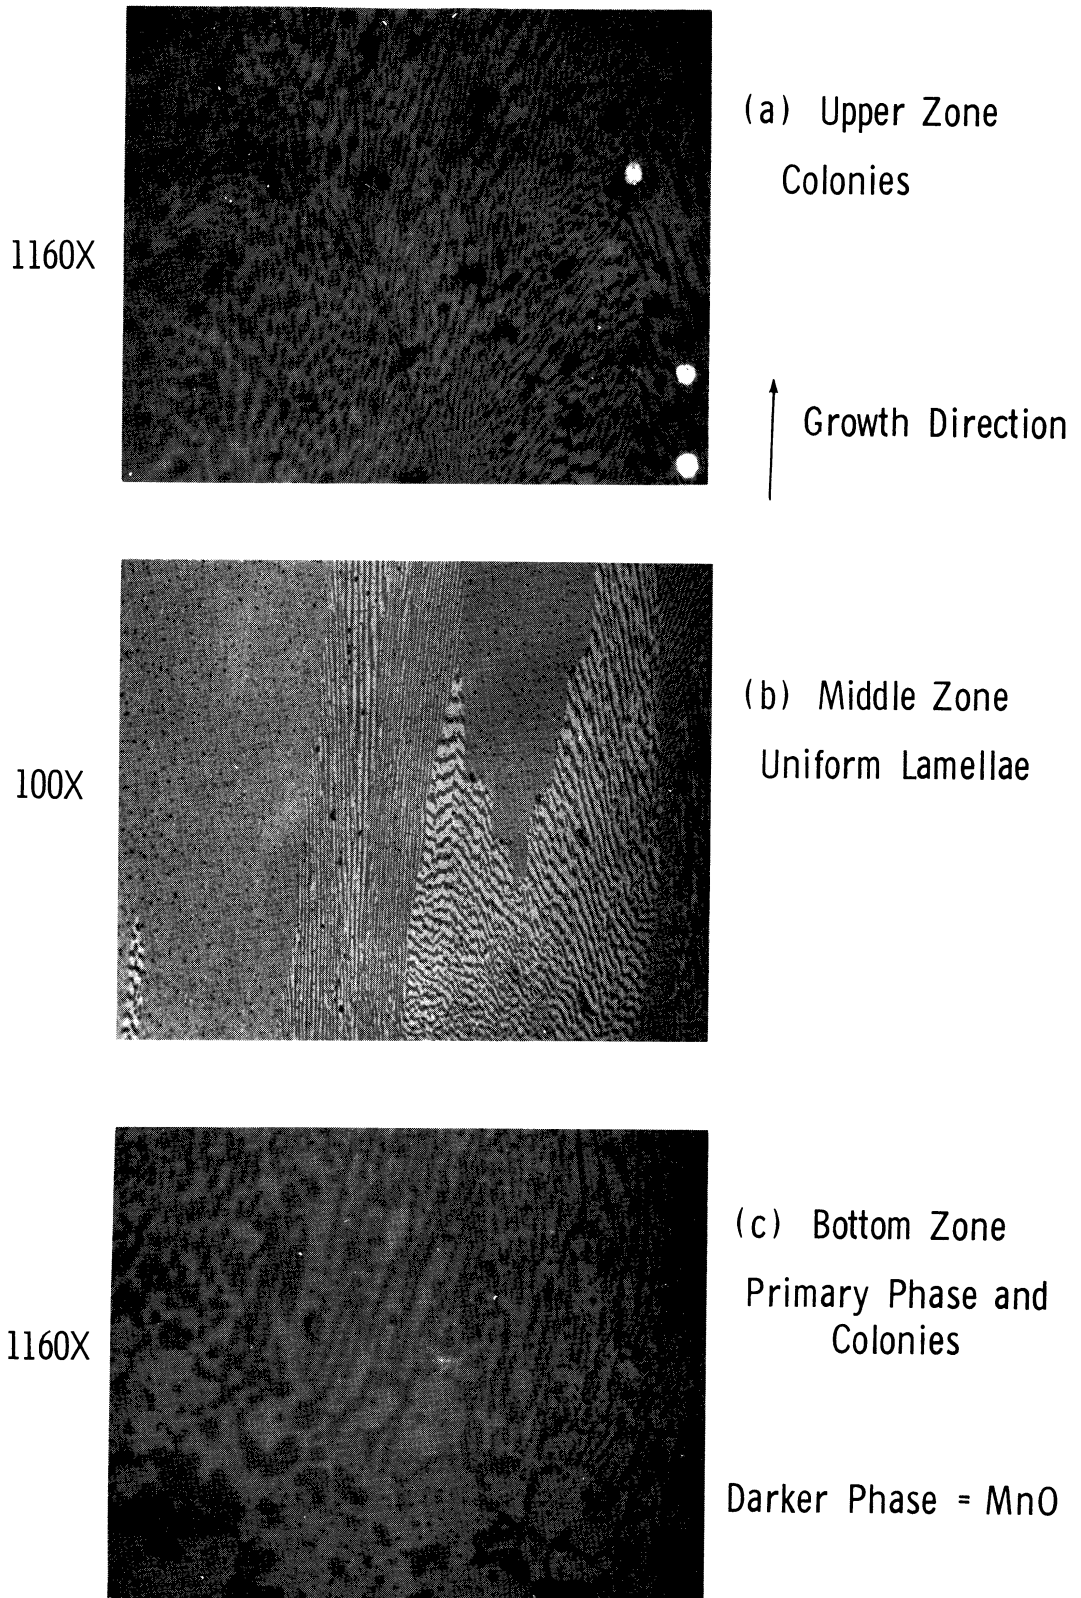 (a) Upper Zone
Colonies
1160X
Growth Direction
(b) Middle Zone
Uniform Lamellae
100X
(c) Bottom Zone
Primary Phase and
Colonies
1160X
Darker Phase = MnO